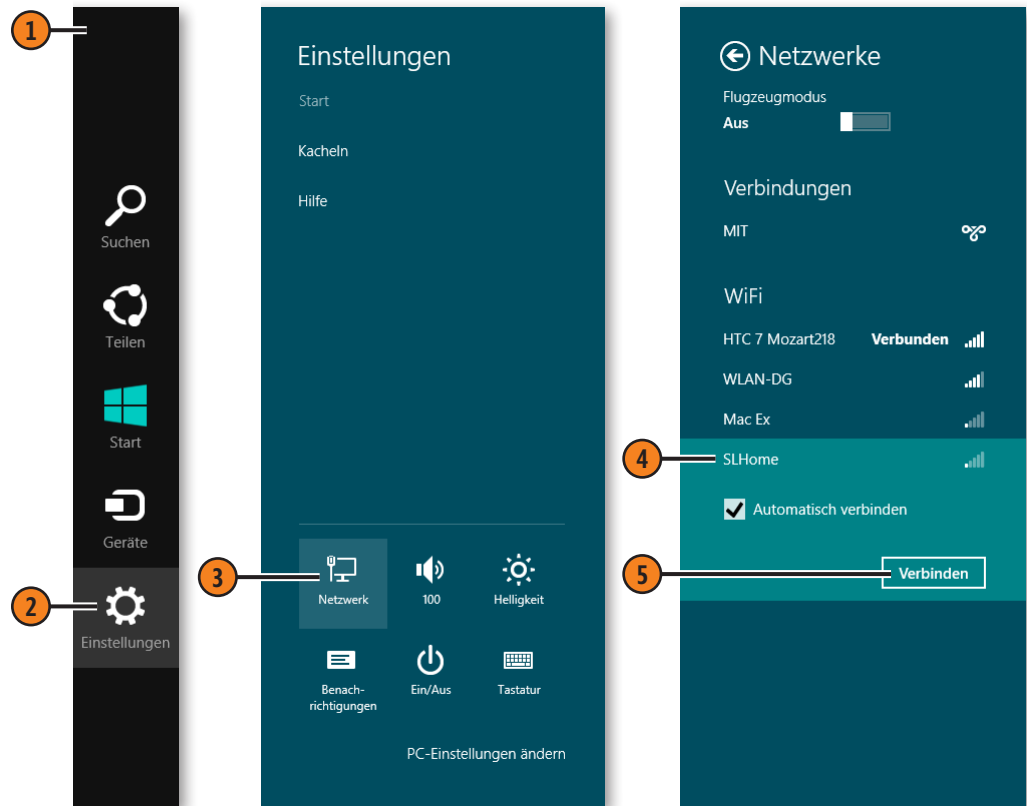 1
Suchen
Teilen
Start
Geräte
2
Einstellungen
Einstellungen
Start
Kacheln
Hilfe
3
Netzwerk
100
Helligkeit
Benach-
richtigungen
Ein/Aus
Tastatur
PC-Einstellungen ändern
Netzwerke
Flugzeugmodus
Aus
Verbindungen
MIT
WiFi
HTC 7 Mozart218 Verbunden
WLAN-DG
Mac Ex
4
SLHome
Automatisch verbinden
5
Verbinden